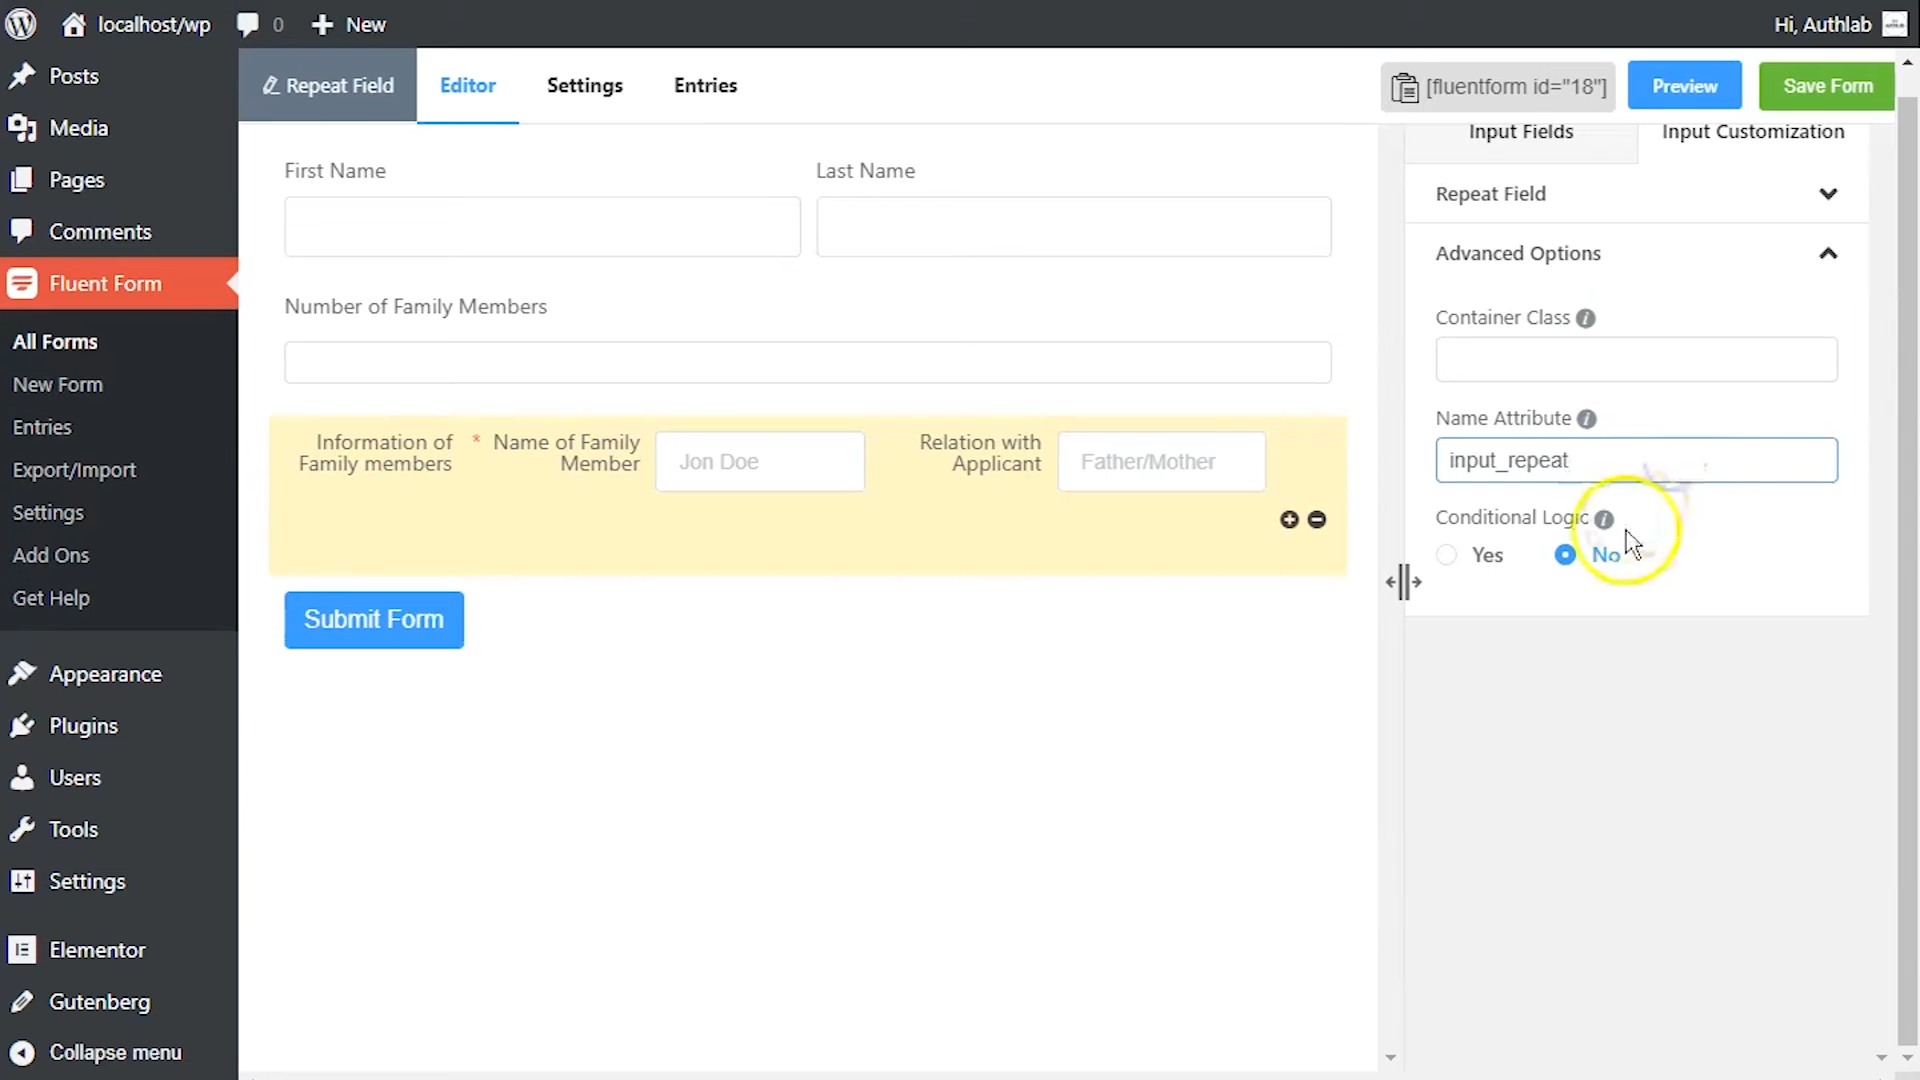 localhost/wp 0 New Hi, Authlab
Posts
Media
Pages
Comments
Fluent Form
All Forms
New Form
Entries
Export/Import
Settings
Add Ons
Get Help
Appearance
Plugins
Users
Tools
Settings
Elementor
Gutenberg
Collapse menu
Repeat Field Editor Settings Entries [fluentform id="18"] Preview Save Form
First Name Last Name
Number of Family Members
Information of
Family members
* Name of Family
Member
Jon Doe
Relation with
Applicant
Father/Mother
Submit Form
Input Fields Input Customization
Repeat Field
Advanced Options
Container Class
Name Attribute
input_repeat
Conditional Logic
Yes No